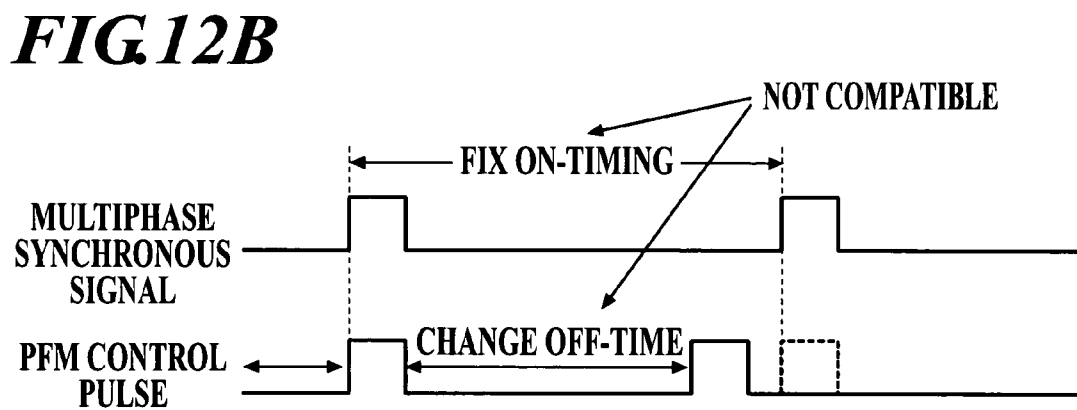 FIG.12B
NOT COMPATIBLE
FIX ON-TIMING
MULTIPHASE
SYNCHRONOUS
SIGNAL
CHANGE OFF-TIME
PFM CONTROL
PULSE